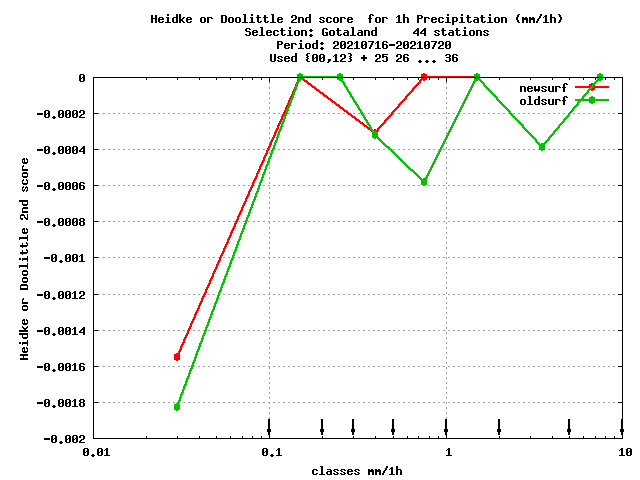 Heidke or Doolittle 2nd score  for 1h Precipitation (mm/1h)
Selection: Gotaland     44 stations
Period: 20210716-20210720
Used {00,12} + 25 26 ... 36
0
-0.0002
-0.0004
-0.0006
-0.0008
-0.001
-0.0012
-0.0014
-0.0016
-0.0018
-0.002
Heidke or Doolittle 2nd score
newsurf
oldsurf
0.01
0.1
1
10
classes mm/1h